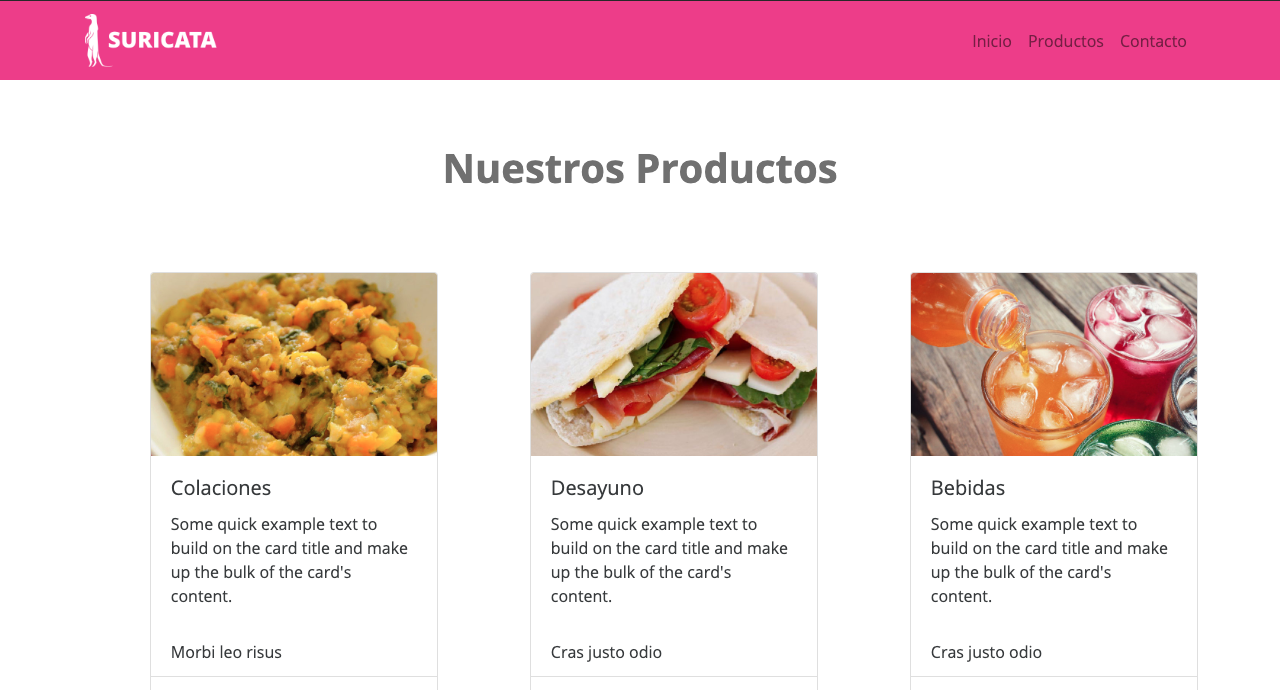 SURICATA
Inicio Productos Contacto
Nuestros Productos
Colaciones
Some quick example text to
build on the card title and make
up the bulk of the card's
content.
Morbi leo risus
Desayuno
Some quick example text to
build on the card title and make
up the bulk of the card's
content.
Cras justo odio
Bebidas
Some quick example text to
build on the card title and make
up the bulk of the card's
content.
Cras justo odio